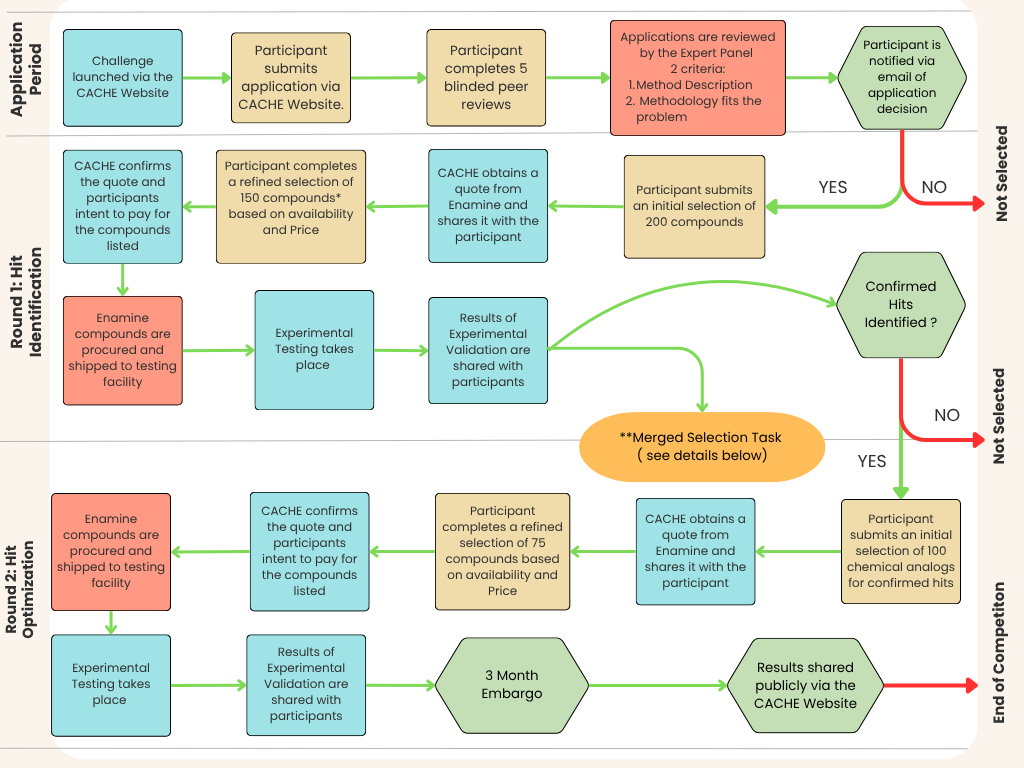 Application
Period
Challenge
launched via the
CACHE Website
Participant
submits
application via
CACHE Website.
Participant
completes 5
blinded peer
reviews
Applications are reviewed
by the Expert Panel
2 criteria:
1.Method Description
2. Methodology fits the
problem
Participant is
notified via
email of
application
decision
YES
NO
Not Selected
Round 1: Hit
Identification
Participant submits
an initial selection of
200 compounds
CACHE obtains a
quote from
Enamine and
shares it with the
participant
Participant completes
a refined selection of
150 compounds*
based on availability
and Price
CACHE confirms
the quote and
participants
intent to pay for
the compounds
listed
Enamine
compounds are
procured and
shipped to testing
facility
Experimental
Testing takes
place
Results of
Experimental
Validation are
shared with
participants
Confirmed
Hits
Identified ?
**Merged Selection Task
( see details below)
NO
YES
Not Selected
Round 2: Hit
Optimization
Participant
submits an initial
selection of 100
chemical analogs
for confirmed hits
CACHE obtains a
quote from
Enamine and
shares it with the
participant
Participant
completes a refined
selection of 75
compounds based
on availability and
Price
CACHE confirms
the quote and
participants
intent to pay for
the compounds
listed
Enamine
compounds are
procured and
shipped to testing
facility
Experimental
Testing takes
place
Results of
Experimental
Validation are
shared with
participants
3 Month
Embargo
Results shared
publicly via the
CACHE Website
End of Competiton